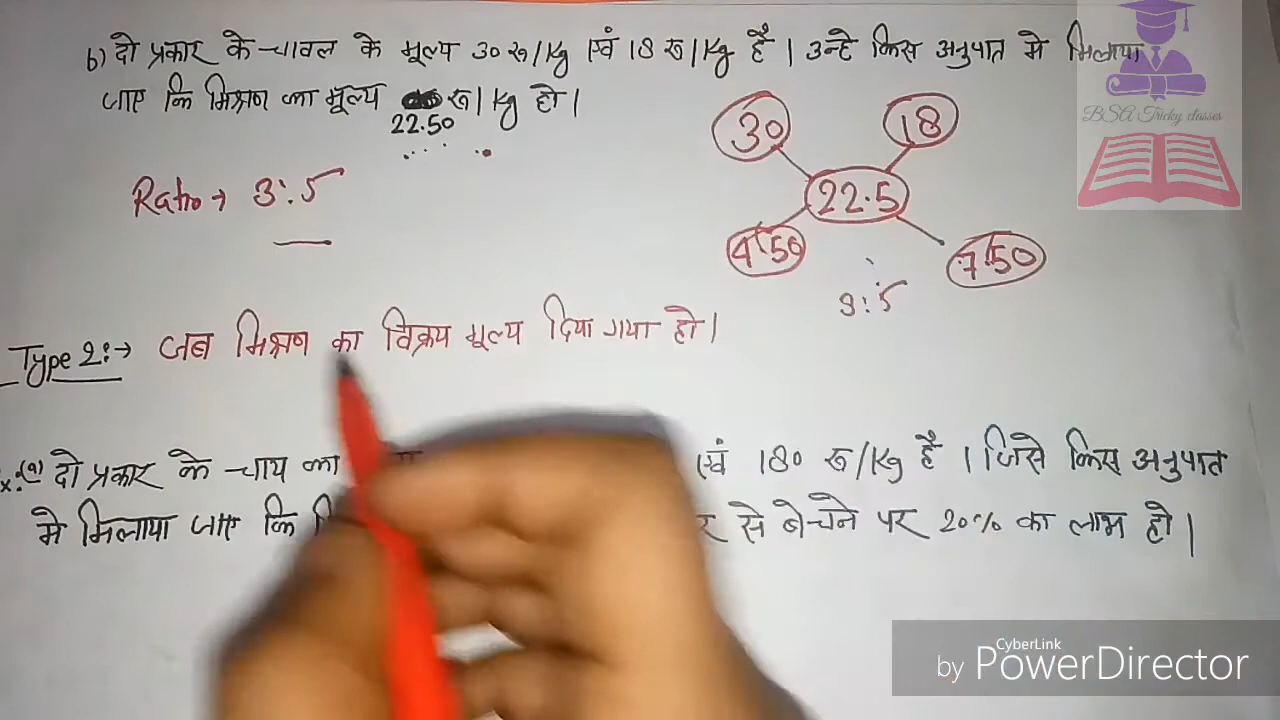 b) दो प्रकार के चावल के मूल्य 30 रू/Kg एवं 18 रू/Kg है । उन्हे किस अनुपात मे मिलाया
जाए कि मिश्रण का मूल्य रू/Kg हो।
22.50
30 18
22.5
4.50 7.50
3:5
Ratio → 3:5
Type 2:→ जब मिश्रण का विक्रय मूल्य दिया गया हो।
(a) दो प्रकार के चाय का एवं 180 रू/Kg है । जिसे किस अनुपात
मे मिलाया जाए कि से बेचने पर 20% का लाभ हो।
BSA Tricky classes
CyberLink
by PowerDirector